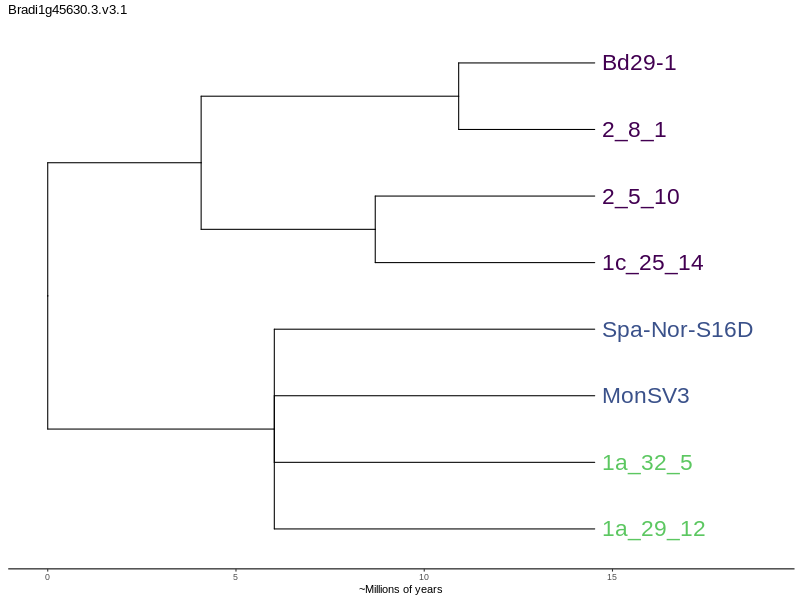 Bradi1g45630.3.v3.1
Bd29-1
2_8_1
2_5_10
1c_25_14
Spa-Nor-S16D
MonSV3
1a_32_5
1a_29_12
0 5 10 15
~Millions of years